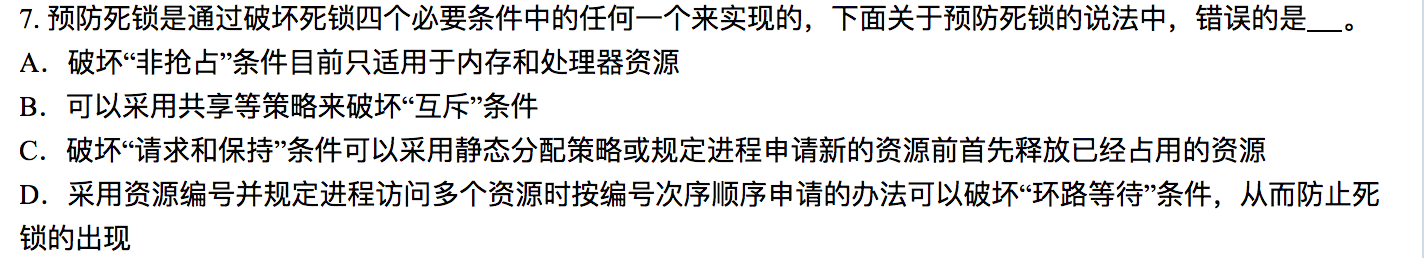 7. 预防死锁是通过破坏死锁四个必要条件中的任何一个来实现的，下面关于预防死锁的说法中，错误的是___。
A．破坏“非抢占”条件目前只适用于内存和处理器资源
B．可以采用共享等策略来破坏“互斥”条件
C．破坏“请求和保持”条件可以采用静态分配策略或规定进程申请新的资源前首先释放已经占用的资源
D．采用资源编号并规定进程访问多个资源时按编号次序顺序申请的办法可以破坏“环路等待”条件，从而防止死
锁的出现